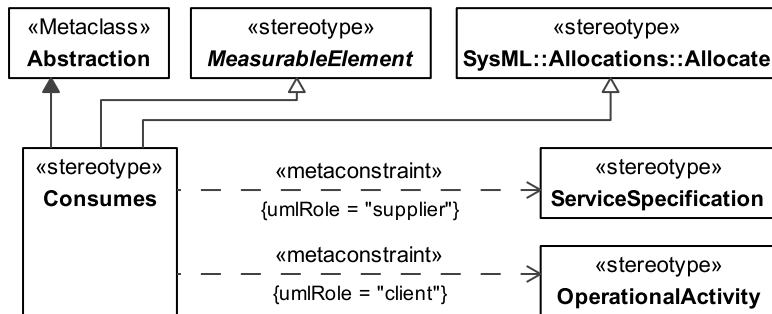 «Metaclass»
Abstraction
«stereotype»
MeasurableElement
«stereotype»
SysML::Allocations::Allocate
«stereotype»
Consumes
«metaconstraint»
{umlRole = "supplier"}
«stereotype»
ServiceSpecification
«metaconstraint»
{umlRole = "client"}
«stereotype»
OperationalActivity